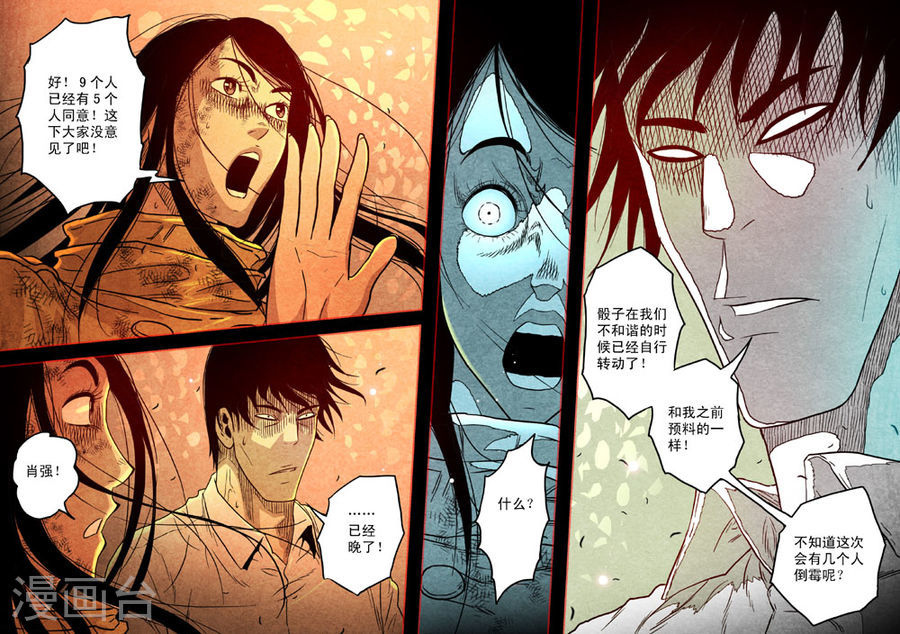 好！9个人
已经有5个
人同意！这
下大家没意
见了吧！
肖强！
……
已经
晚了！
什么？
骰子在我们
不和谐的时
候已经自行
转动了！
和我之前
预料的一
样！
不知道这次
会有几个人
倒霉呢？
漫画台